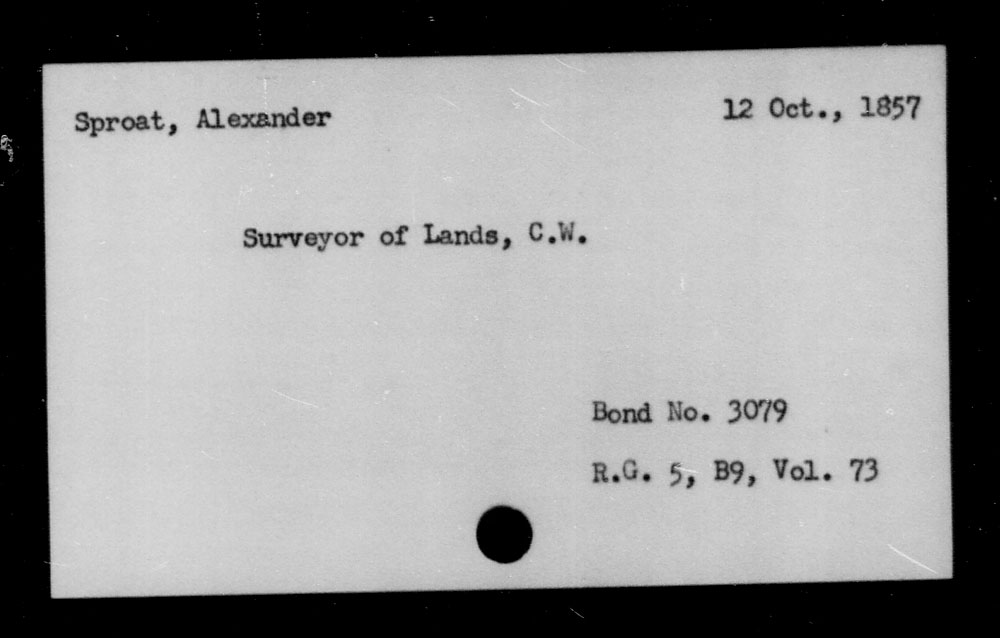 Sproat, Alexander 12 Oct., 1857
Surveyor of Lands, C.W.
Bond No. 3079
R.G. 5, B9, Vol. 73